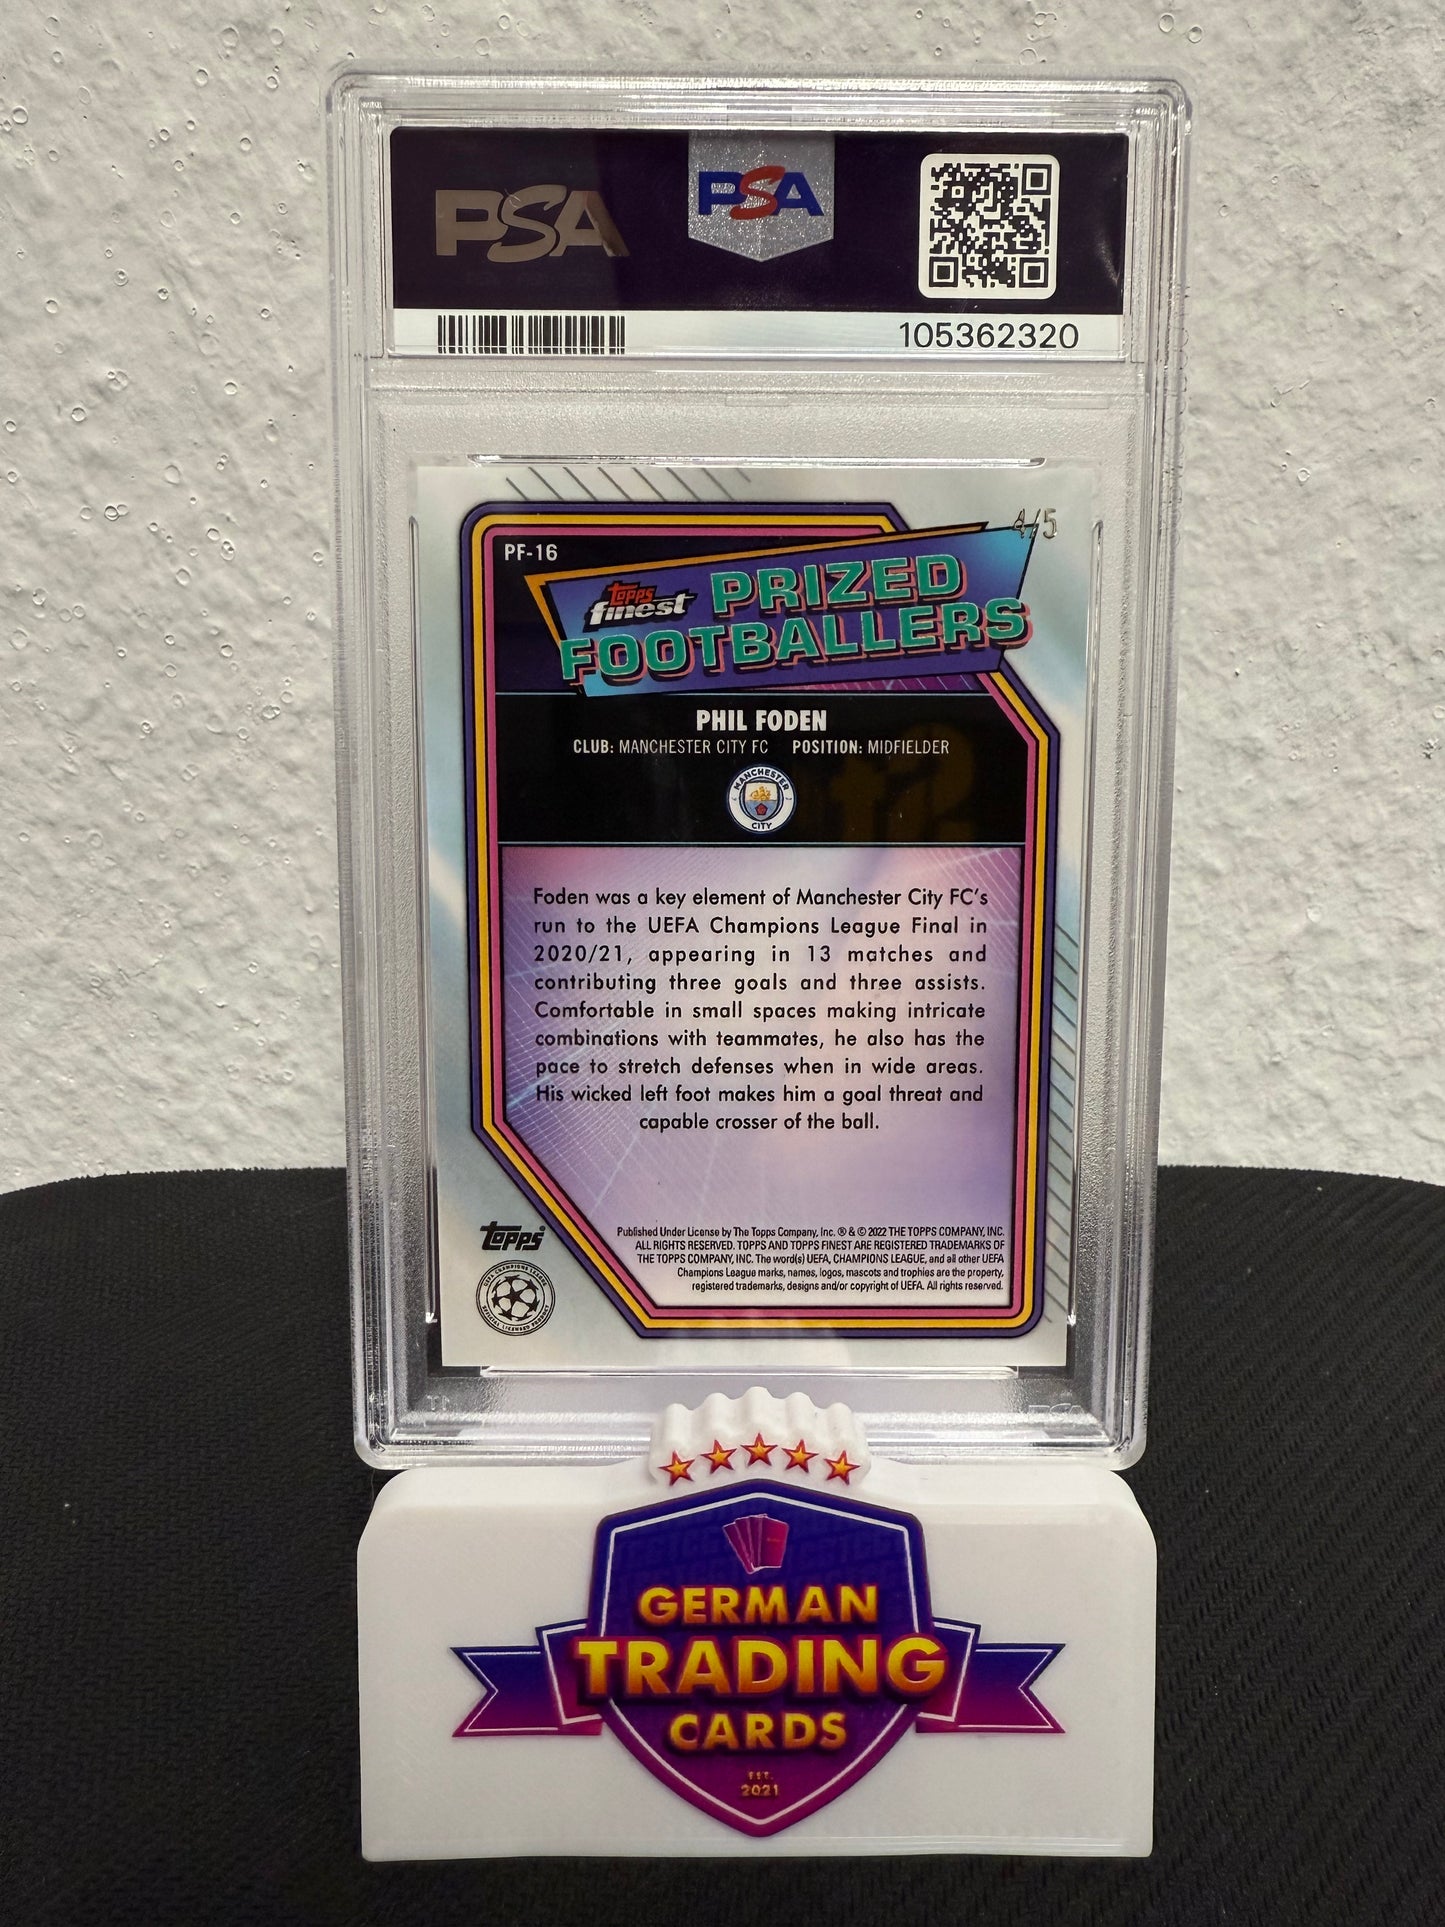 PSA
PSA
105362320
4/5
PF-16
topps
finest
PRIZED
FOOTBALLERS
PHIL FODEN
CLUB: MANCHESTER CITY FC POSITION: MIDFIELDER
MANCHESTER
CITY
Foden was a key element of Manchester City FC's
run to the UEFA Champions League Final in
2020/21, appearing in 13 matches and
contributing three goals and three assists.
Comfortable in small spaces making intricate
combinations with teammates, he also has the
pace to stretch defenses when in wide areas.
His wicked left foot makes him a goal threat and
capable crosser of the ball.
Published Under License by The Topps Company, Inc. ® & © 2022 THE TOPPS COMPANY, INC.
ALL RIGHTS RESERVED. TOPPS AND TOPPS FINEST ARE REGISTERED TRADEMARKS OF
THE TOPPS COMPANY, INC. The word(s) UEFA, CHAMPIONS LEAGUE, and all other UEFA
Champions League marks, names, logos, mascots and trophies are the property,
registered trademarks, designs and/or copyright of UEFA. All rights reserved.
topps®
UEFA CHAMPIONS LEAGUE
OFFICIAL LICENSED PRODUCT
GERMAN
TRADING
CARDS
EST.
2021